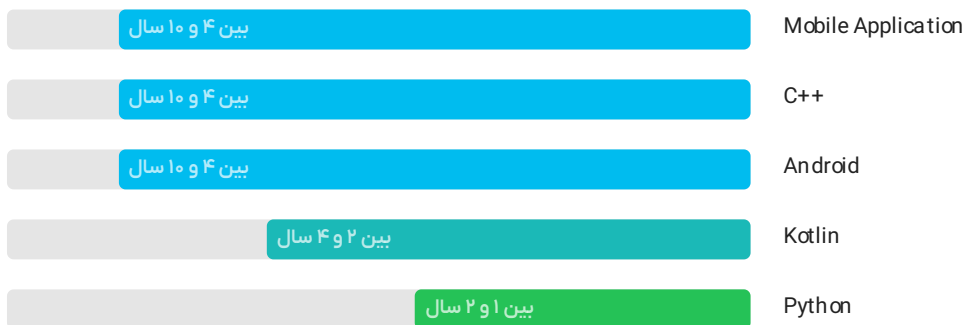 Mobile Application
بین ۴ و ۱۰ سال
C++
بین ۴ و ۱۰ سال
Android
بین ۴ و ۱۰ سال
Kotlin
بین ۲ و ۴ سال
Python
بین ۱ و ۲ سال